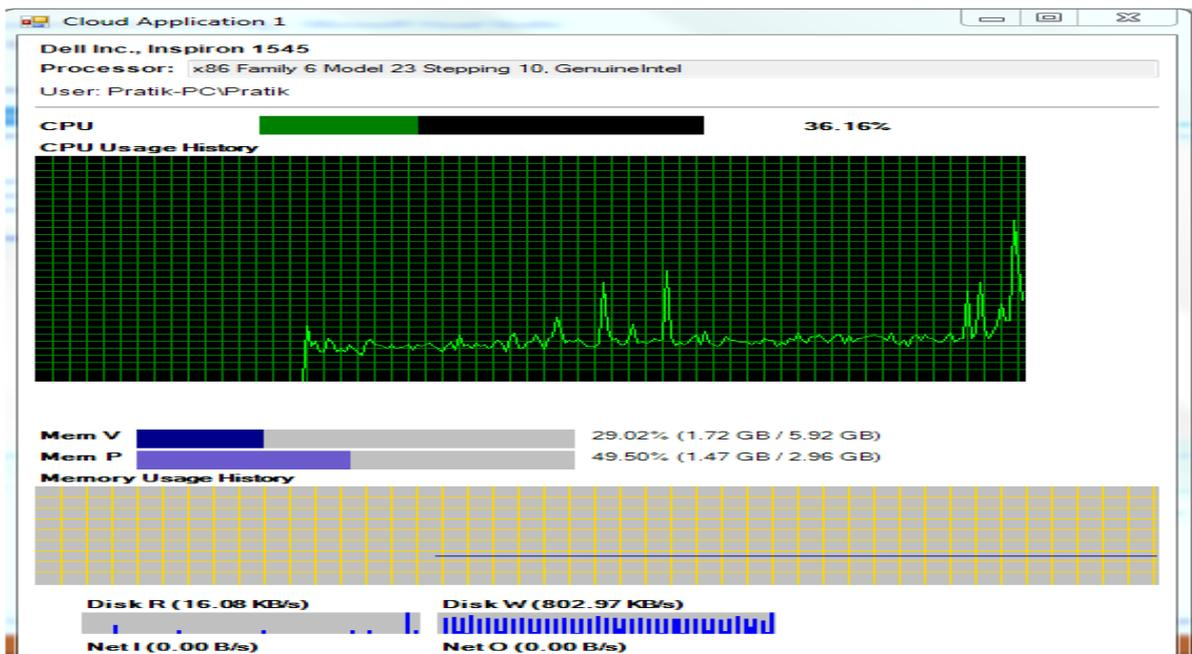 Cloud Application 1
Dell Inc., Inspiron 1545
Processor: x86 Family 6 Model 23 Stepping 10, GenuineIntel
User: Pratik-PC\Pratik
CPU 36.16%
CPU Usage History
Mem V 29.02% (1.72 GB / 5.92 GB)
Mem P 49.50% (1.47 GB / 2.96 GB)
Memory Usage History
Disk R (16.08 KB/s) Disk W (802.97 KB/s)
Net I (0.00 B/s) Net O (0.00 B/s)